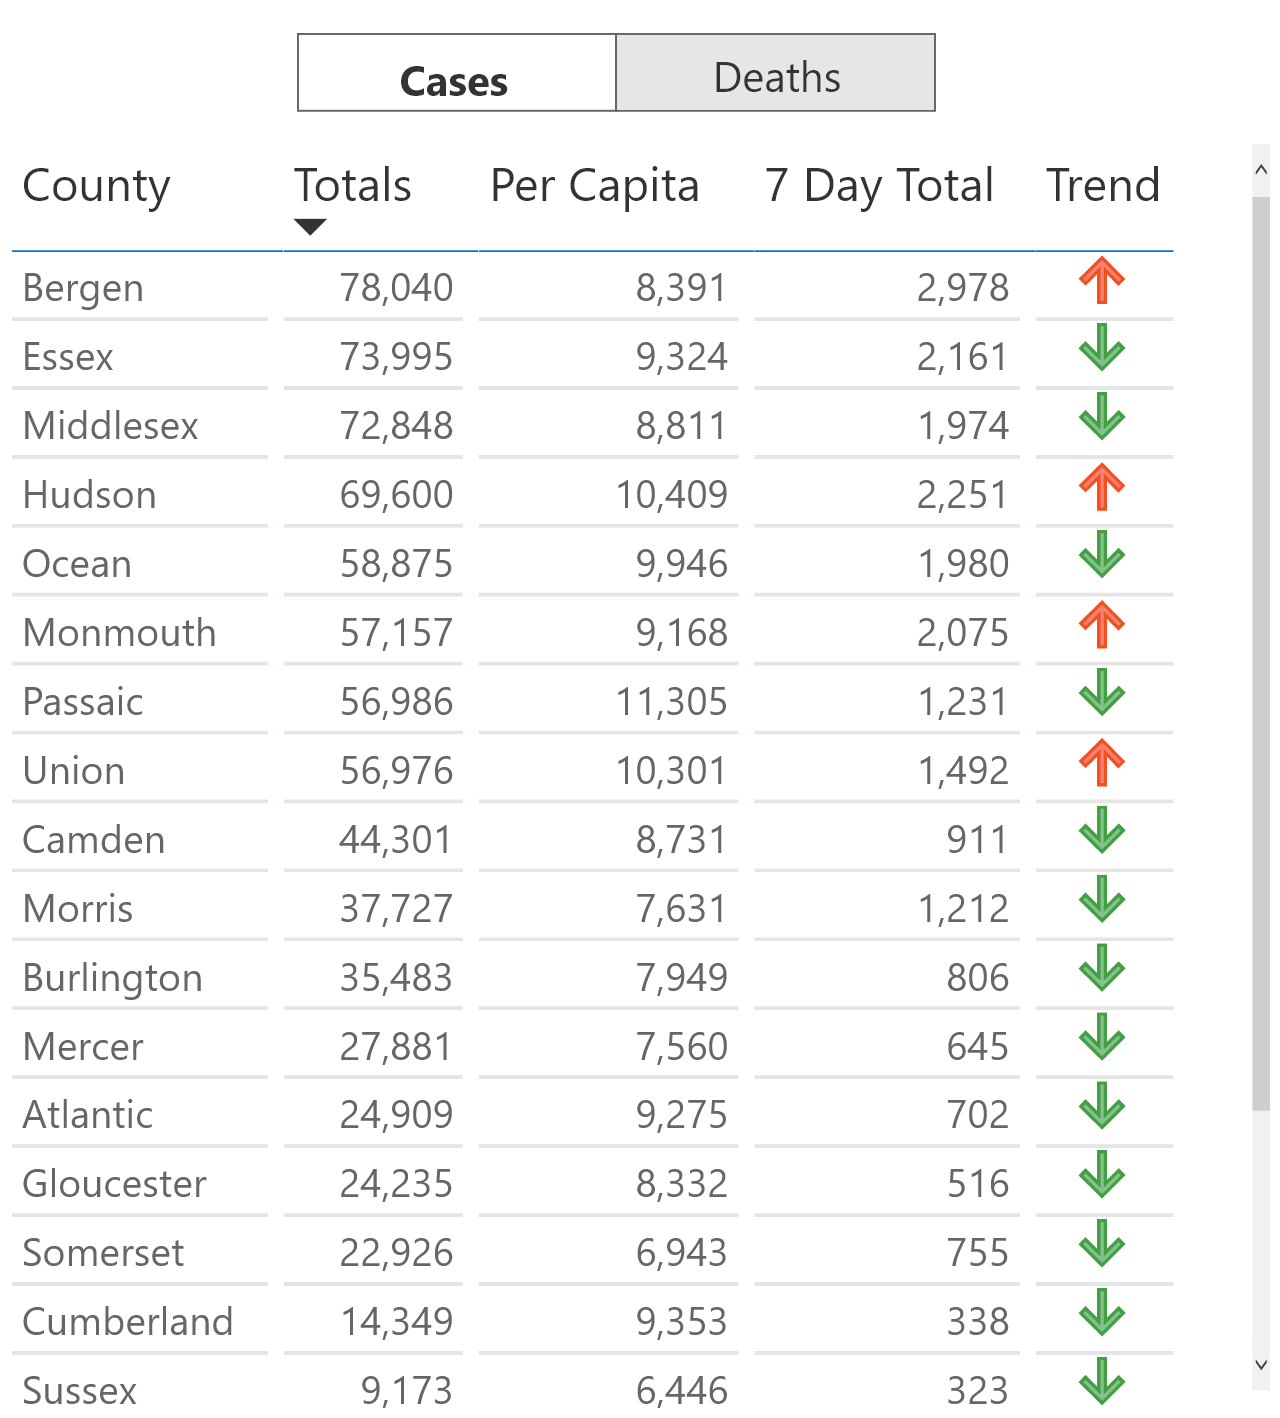 Cases Deaths
County Totals Per Capita 7 Day Total Trend
Bergen 78,040 8,391 2,978
Essex 73,995 9,324 2,161
Middlesex 72,848 8,811 1,974
Hudson 69,600 10,409 2,251
Ocean 58,875 9,946 1,980
Monmouth 57,157 9,168 2,075
Passaic 56,986 11,305 1,231
Union 56,976 10,301 1,492
Camden 44,301 8,731 911
Morris 37,727 7,631 1,212
Burlington 35,483 7,949 806
Mercer 27,881 7,560 645
Atlantic 24,909 9,275 702
Gloucester 24,235 8,332 516
Somerset 22,926 6,943 755
Cumberland 14,349 9,353 338
Sussex 9,173 6,446 323